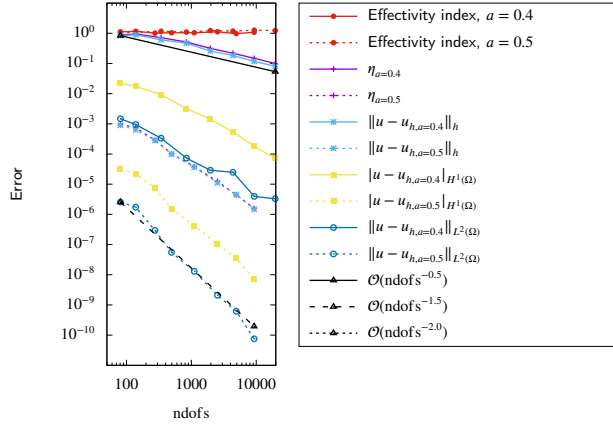 10^0
10^−1
10^−2
10^−3
10^−4
10^−5
10^−6
10^−7
10^−8
10^−9
10^−10
Error
100 1000 10000
ndofs
Effectivity index, a = 0.4
Effectivity index, a = 0.5
η_{a=0.4}
η_{a=0.5}
‖u − u_{h,a=0.4}‖_h
‖u − u_{h,a=0.5}‖_h
|u − u_{h,a=0.4}|_{H^1(Ω)}
|u − u_{h,a=0.5}|_{H^1(Ω)}
‖u − u_{h,a=0.4}‖_{L^2(Ω)}
‖u − u_{h,a=0.5}‖_{L^2(Ω)}
𝒪(ndofs^{−0.5})
𝒪(ndofs^{−1.5})
𝒪(ndofs^{−2.0})